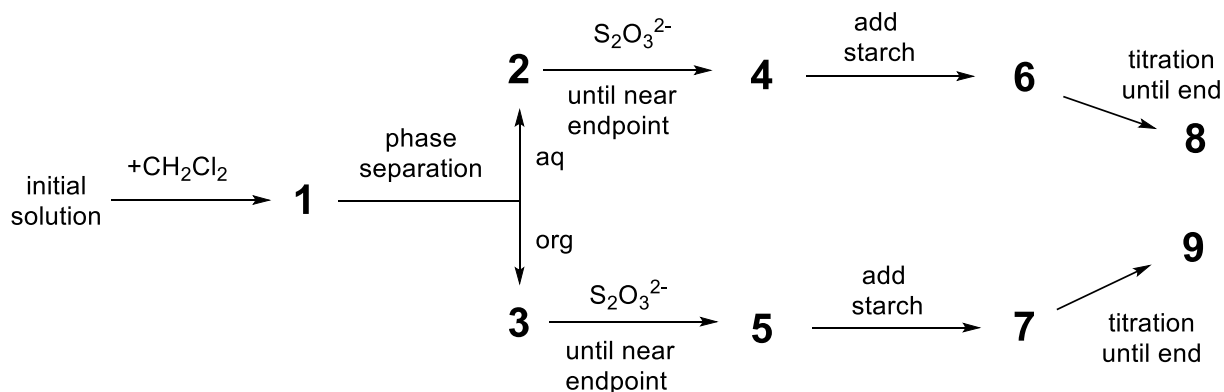 initial
solution
+CH₂Cl₂
1
phase
separation
aq
org
2
S₂O₃²⁻
until near
endpoint
4
add
starch
6
titration
until end
8
3
S₂O₃²⁻
until near
endpoint
5
add
starch
7
titration
until end
9